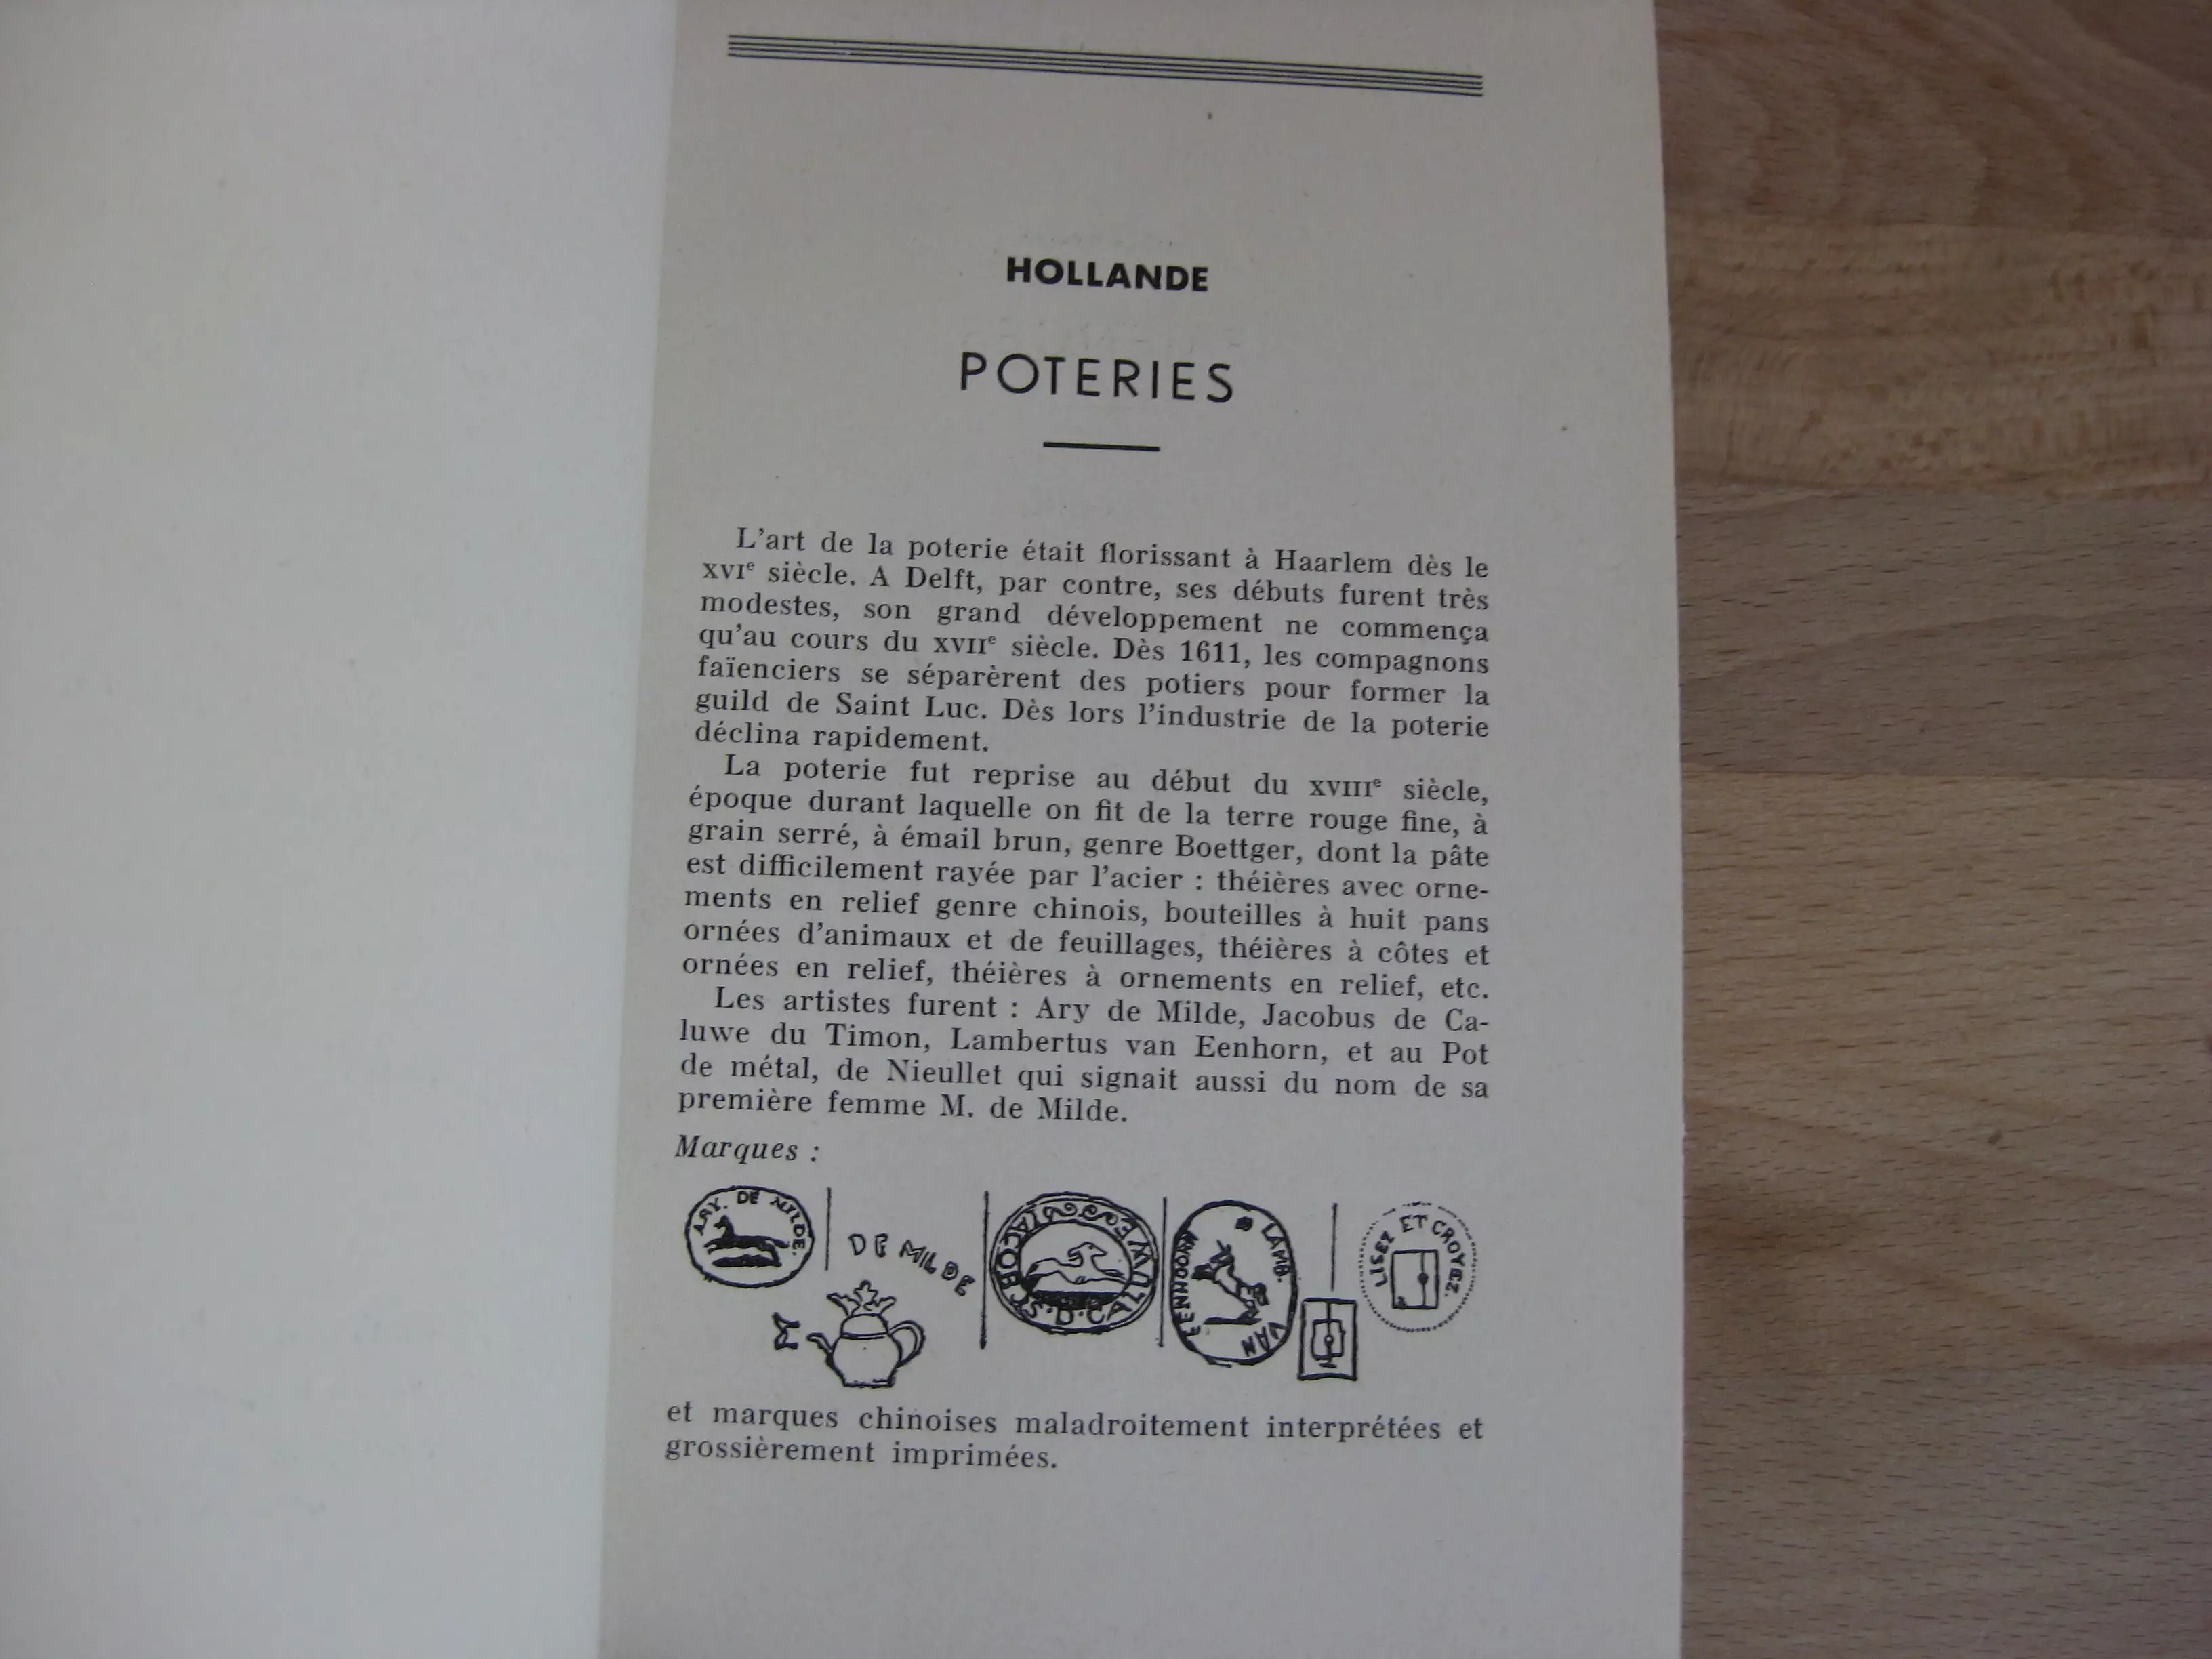 HOLLANDE
POTERIES
L'art de la poterie était florissant à Haarlem dès le
XVIe siècle. A Delft, par contre, ses débuts furent très
modestes, son grand développement ne commença
qu'au cours du XVIIe siècle. Dès 1611, les compagnons
faïenciers se séparèrent des potiers pour former la
guild de Saint Luc. Dès lors l'industrie de la poterie
déclina rapidement.
La poterie fut reprise au début du XVIIIe siècle,
époque durant laquelle on fit de la terre rouge fine, à
grain serré, à émail brun, genre Boettger, dont la pâte
est difficilement rayée par l'acier : théières avec orne-
ments en relief genre chinois, bouteilles à huit pans
ornées d'animaux et de feuillages, théières à côtes et
ornées en relief, théières à ornements en relief, etc.
Les artistes furent : Ary de Milde, Jacobus de Ca-
luwe du Timon, Lambertus van Eenhorn, et au Pot
de métal, de Nieullet qui signait aussi du nom de sa
première femme M. de Milde.
Marques :
ARY. DE MILDE.
DE MILDE
M
LAMB. VAN EENHOORN
LISEZ ET CROYEZ.
et marques chinoises maladroitement interprétées et
grossièrement imprimées.